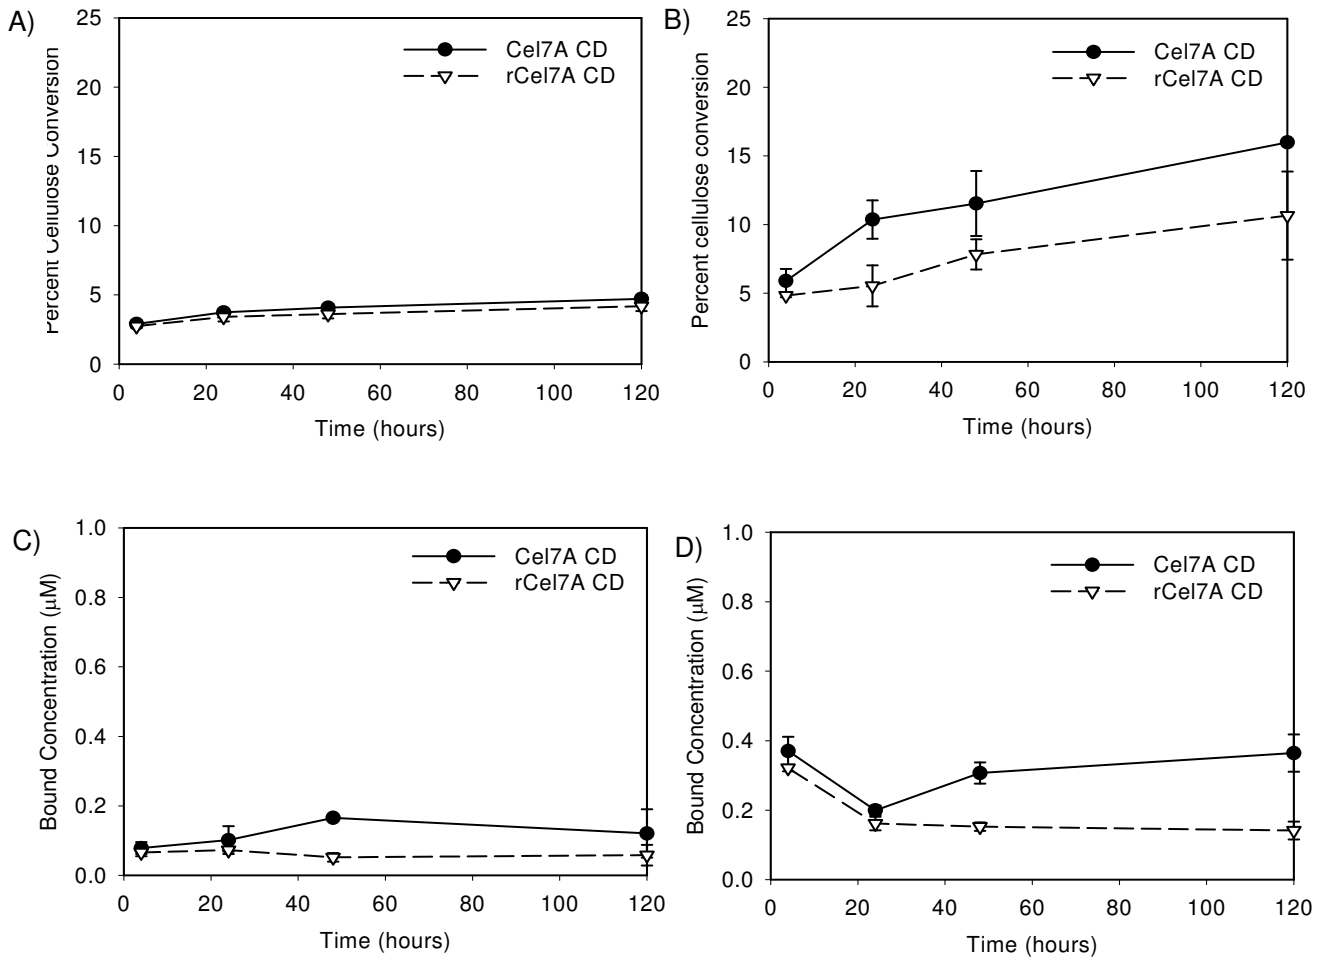 A)
Percent Cellulose Conversion
25
20
15
10
5
0
Cel7A CD
rCel7A CD
0 20 40 60 80 100 120
Time (hours)
B)
Percent cellulose conversion
25
20
15
10
5
0
Cel7A CD
rCel7A CD
0 20 40 60 80 100 120
Time (hours)
C)
Bound Concentration (μM)
1.0
0.8
0.6
0.4
0.2
0.0
Cel7A CD
rCel7A CD
0 20 40 60 80 100 120
Time (hours)
D)
Bound Concentration (μM)
1.0
0.8
0.6
0.4
0.2
0.0
Cel7A CD
rCel7A CD
0 20 40 60 80 100 120
Time (hours)